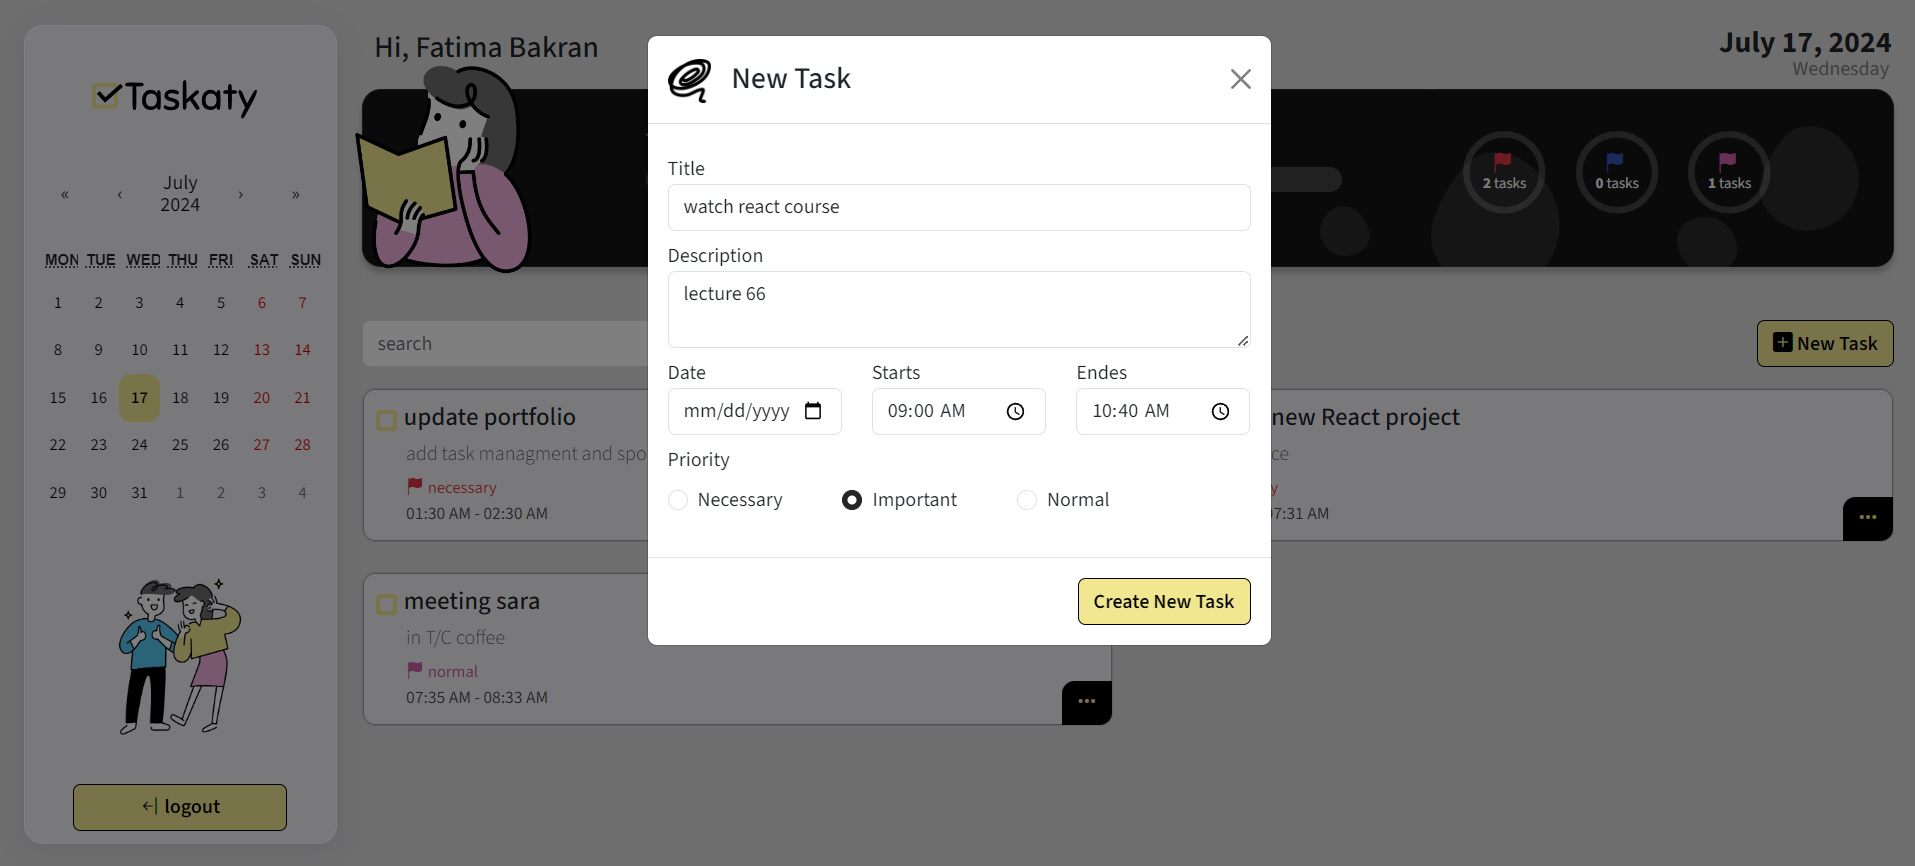 Taskaty
«
‹
July
2024
›
»
MON TUE WED THU FRI SAT SUN
1 2 3 4 5 6 7
8 9 10 11 12 13 14
15 16 17 18 19 20 21
22 23 24 25 26 27 28
29 30 31 1 2 3 4
logout
Hi, Fatima Bakran
July 17, 2024
Wednesday
2 tasks
0 tasks
1 tasks
search
New Task
update portfolio
add task managment and spo
necessary
01:30 AM - 02:30 AM
new React project
ce
y
7:31 AM
meeting sara
in T/C coffee
normal
07:35 AM - 08:33 AM
New Task
Title
watch react course
Description
lecture 66
Date Starts Endes
mm/dd/yyyy 09:00 AM 10:40 AM
Priority
Necessary Important Normal
Create New Task